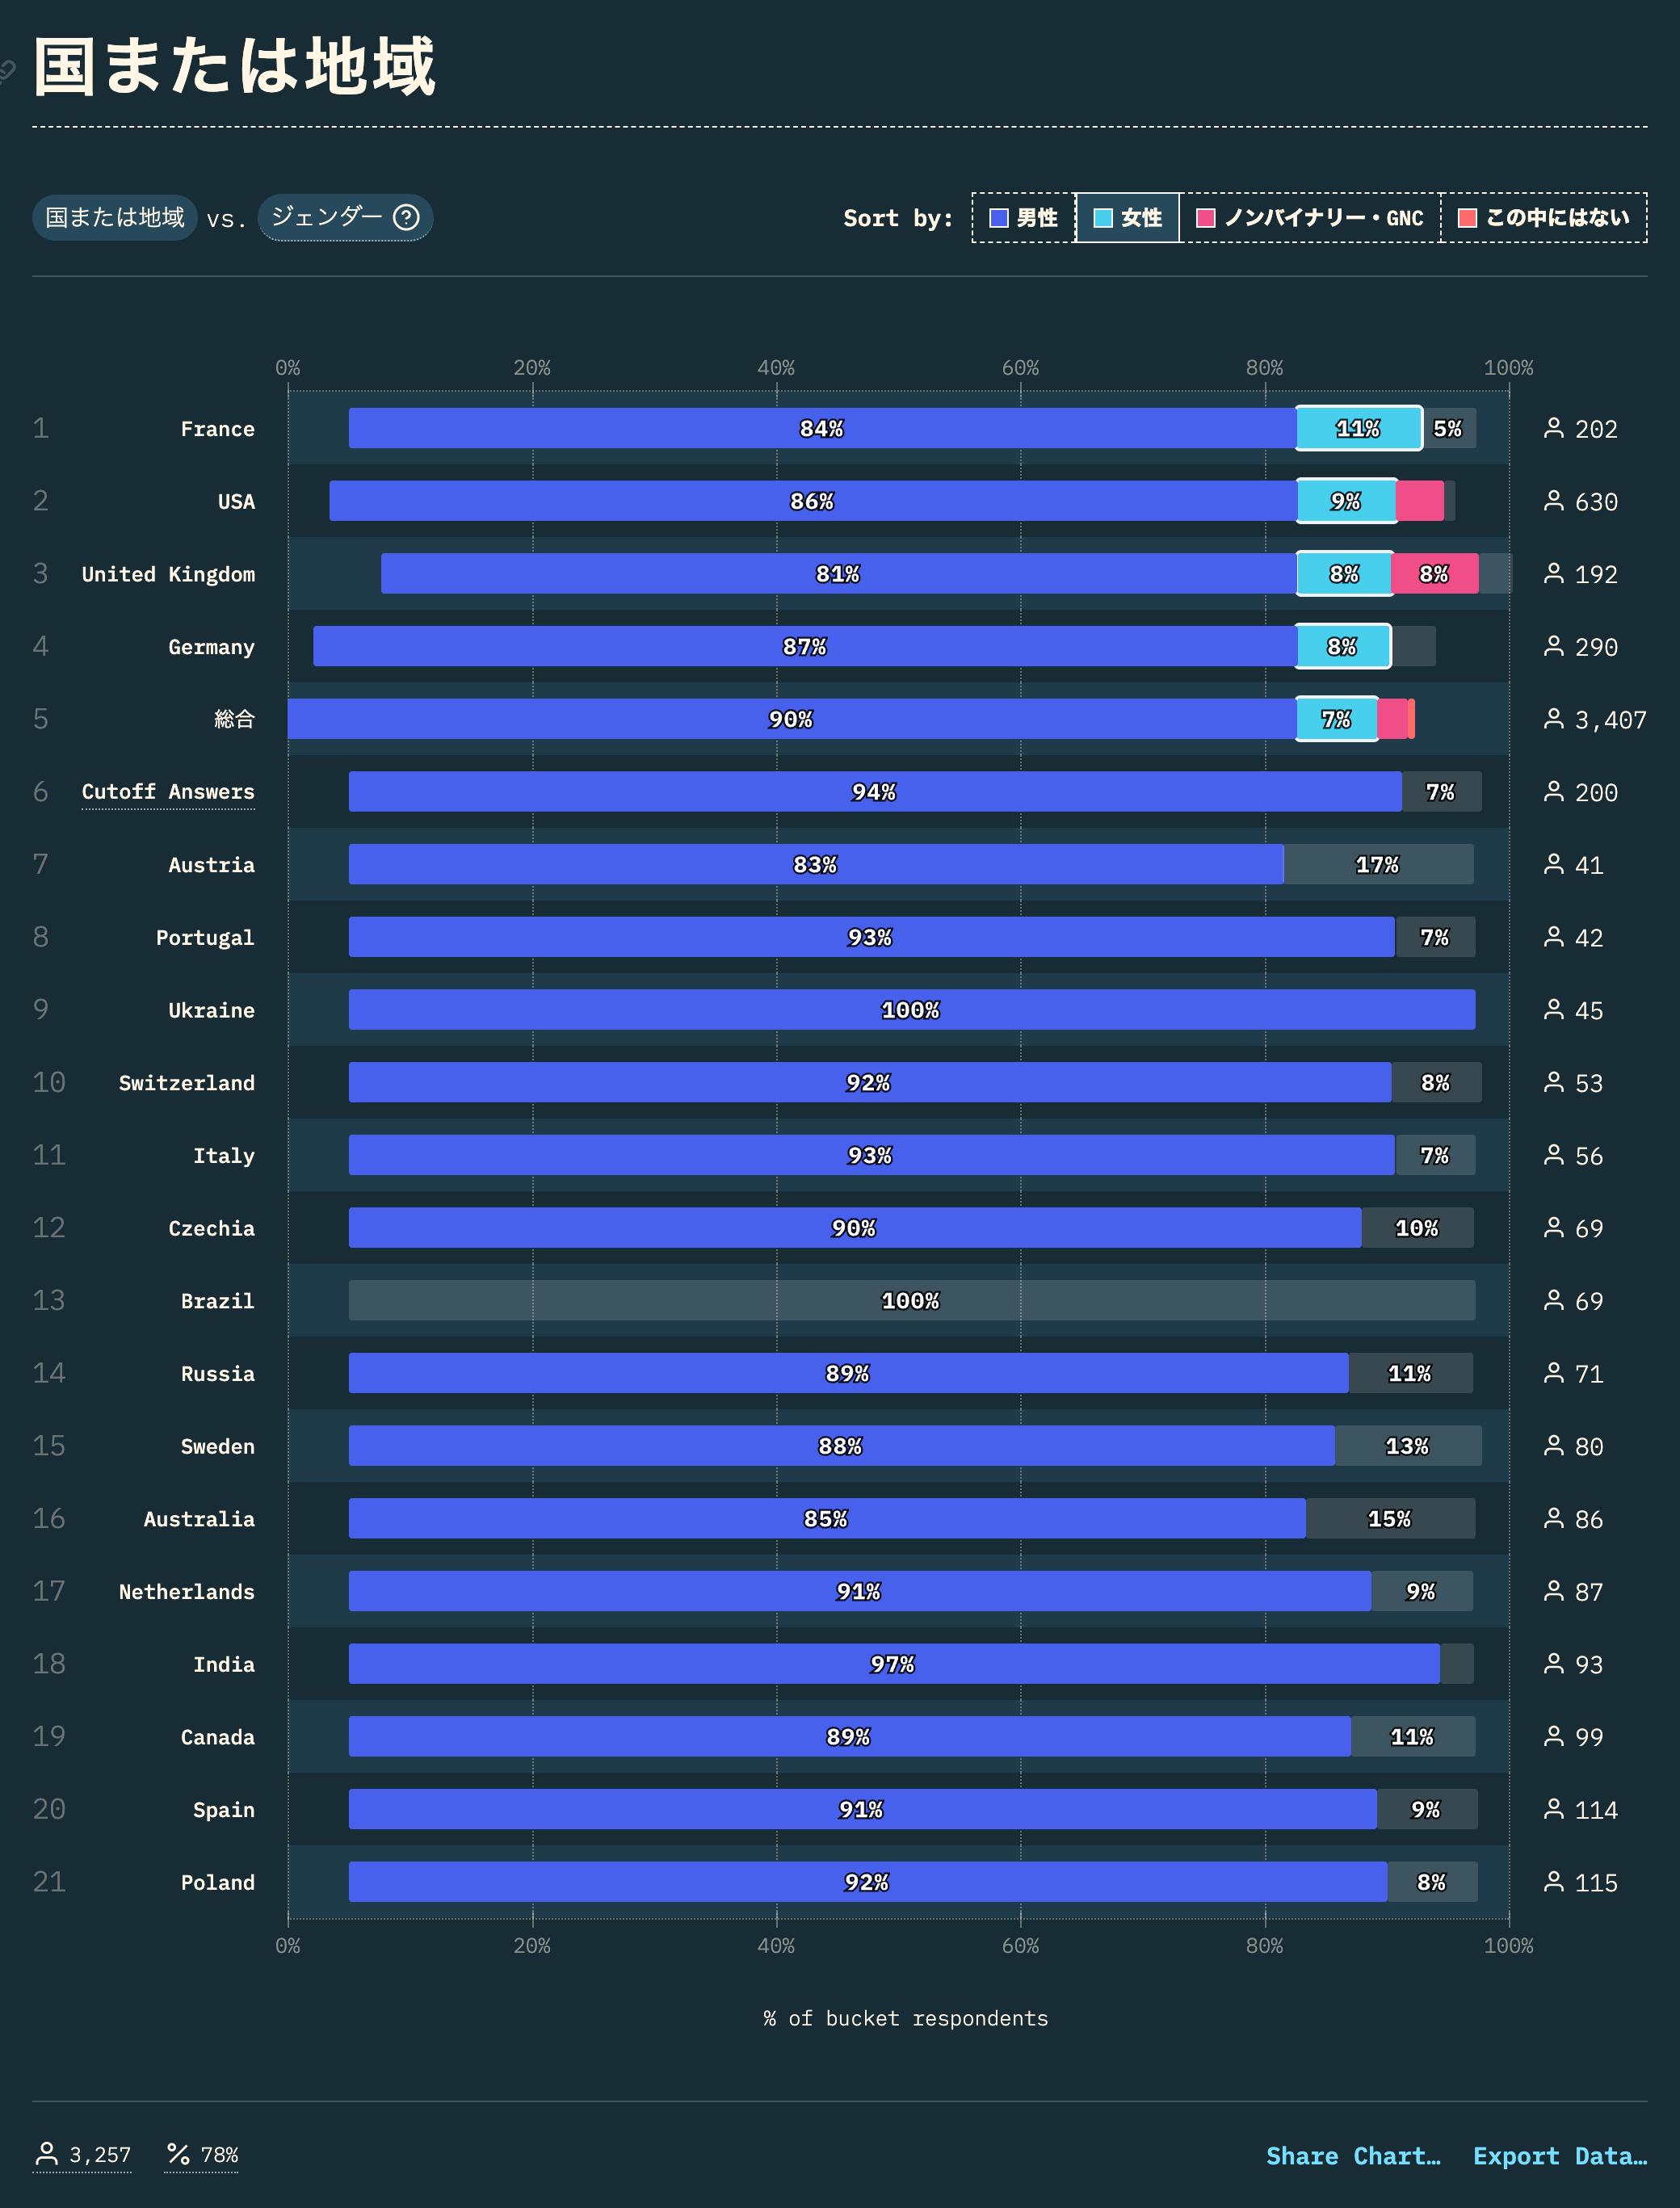 国または地域
国または地域 vs. ジェンダー ?
Sort by: 男性 女性 ノンバイナリー・GNC この中にはない
0% 20% 40% 60% 80% 100%
1 France 84% 11% 5% 202
2 USA 86% 9% 630
3 United Kingdom 81% 8% 8% 192
4 Germany 87% 8% 290
5 総合 90% 7% 3,407
6 Cutoff Answers 94% 7% 200
7 Austria 83% 17% 41
8 Portugal 93% 7% 42
9 Ukraine 100% 45
10 Switzerland 92% 8% 53
11 Italy 93% 7% 56
12 Czechia 90% 10% 69
13 Brazil 100% 69
14 Russia 89% 11% 71
15 Sweden 88% 13% 80
16 Australia 85% 15% 86
17 Netherlands 91% 9% 87
18 India 97% 93
19 Canada 89% 11% 99
20 Spain 91% 9% 114
21 Poland 92% 8% 115
0% 20% 40% 60% 80% 100%
% of bucket respondents
3,257 % 78% Share Chart… Export Data…